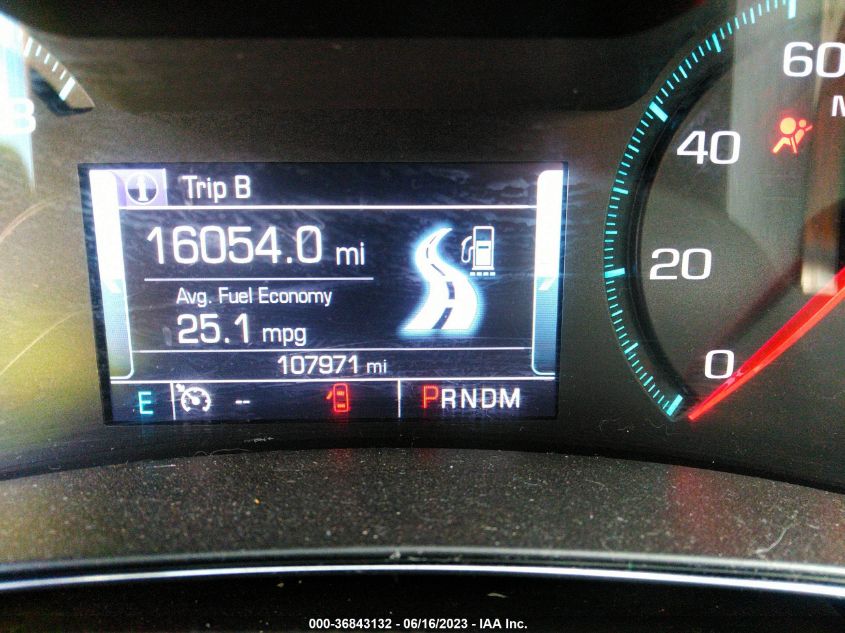 Trip B
16054.0 mi
Avg. Fuel Economy
25.1 mpg
107971 mi
E -- PRNDM
60
40
20
0
000-36843132 - 06/16/2023 - IAA Inc.